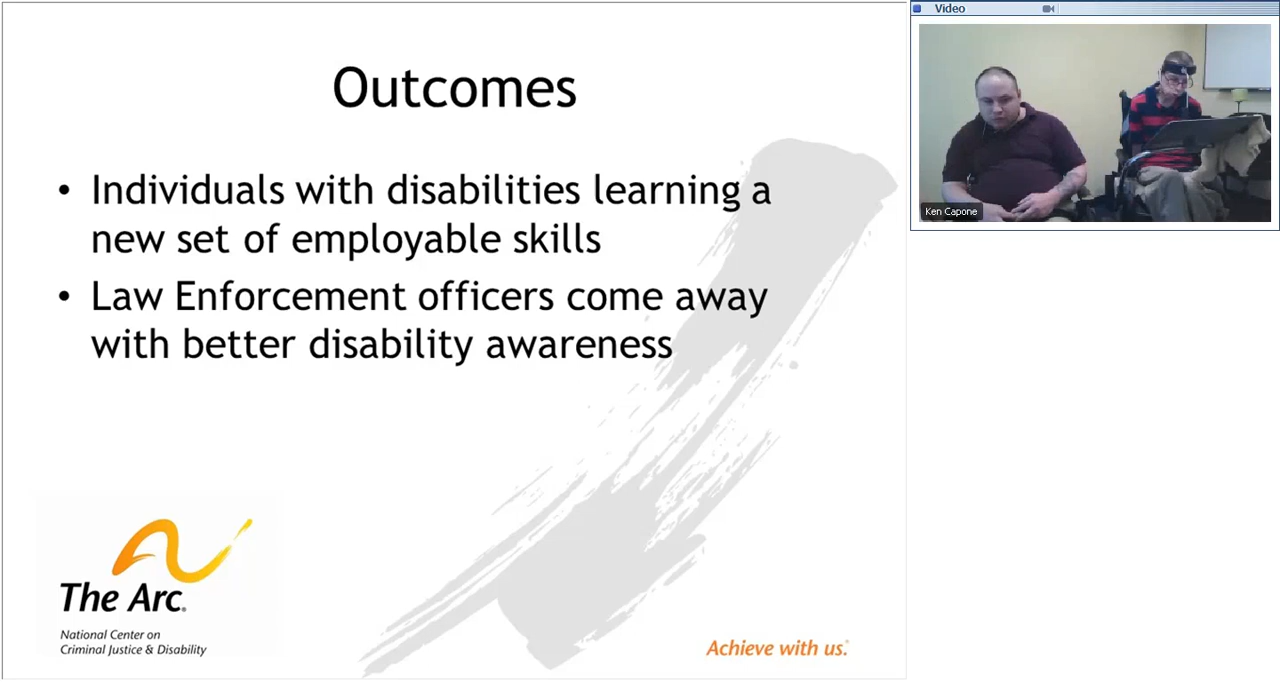 Outcomes
• Individuals with disabilities learning a
new set of employable skills
• Law Enforcement officers come away
with better disability awareness
The Arc®
National Center on
Criminal Justice & Disability
Achieve with us.®
Video
Ken Capone